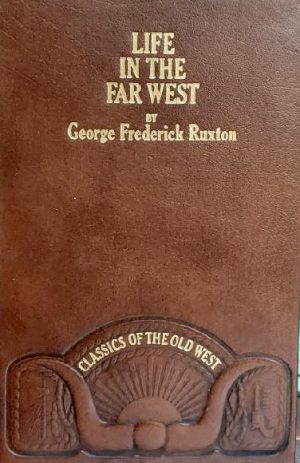 LIFE
IN THE
FAR WEST
BY
George Frederick Ruxton
CLASSICS OF THE OLD WEST